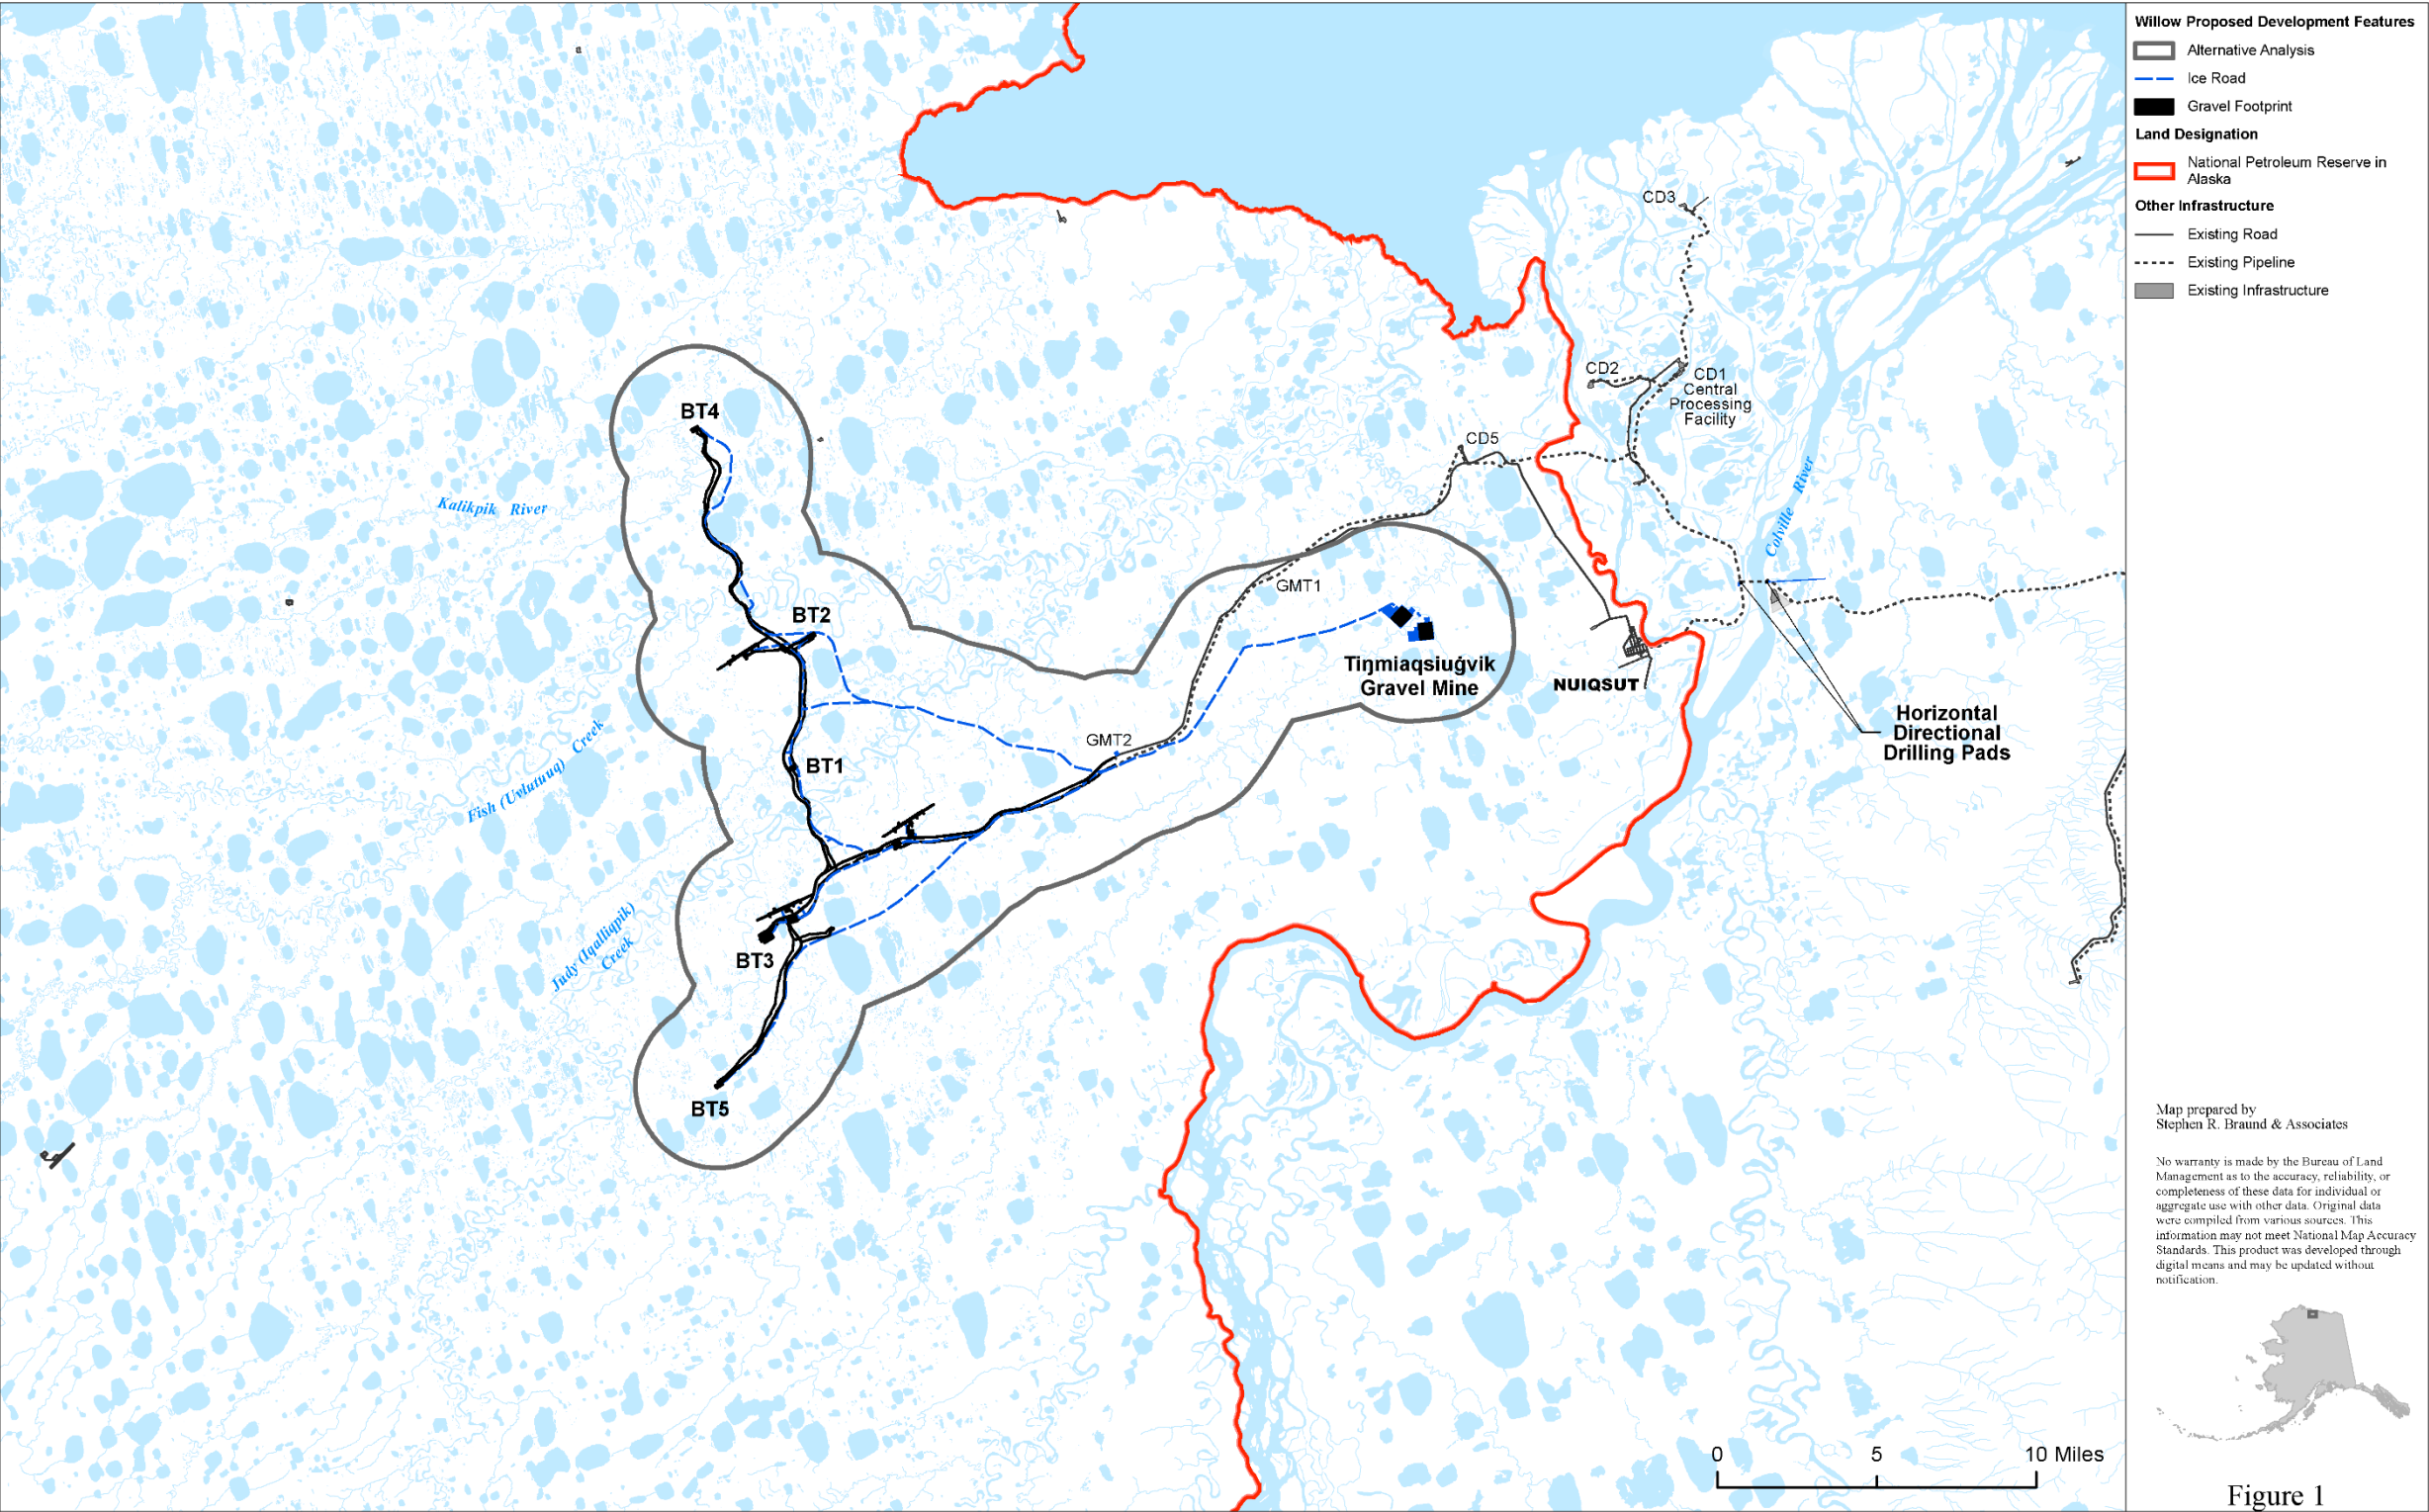 Willow Proposed Development Features
Alternative Analysis
Ice Road
Gravel Footprint
Land Designation
National Petroleum Reserve in
Alaska
Other Infrastructure
Existing Road
Existing Pipeline
Existing Infrastructure
CD3
CD2
CD1
Central
Processing
Facility
CD5
BT4
Kalikpik River
Colville River
GMT1
BT2
Tiŋmiaqsiuġvik
Gravel Mine
NUIQSUT
Horizontal
Directional
Drilling Pads
GMT2
BT1
Fish (Uvlutuuq) Creek
Judy (Iqalliqpik)
Creek
BT3
BT5
Map prepared by
Stephen R. Braund & Associates
No warranty is made by the Bureau of Land
Management as to the accuracy, reliability, or
completeness of these data for individual or
aggregate use with other data. Original data
were compiled from various sources. This
information may not meet National Map Accuracy
Standards. This product was developed through
digital means and may be updated without
notification.
0 5 10 Miles
Figure 1